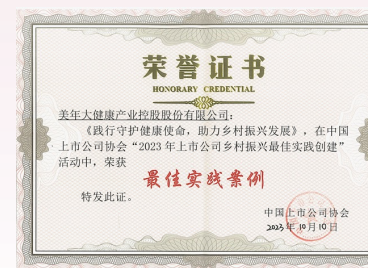 荣誉证书
HONORARY CREDENTIAL
美年大健康产业控股股份有限公司：
《践行守护健康使命，助力乡村振兴发展》，在中国
上市公司协会“2023年上市公司乡村振兴最佳实践创建”
活动中，荣获
最佳实践案例
特发此证。
中国上市公司协会
2023年10月10日